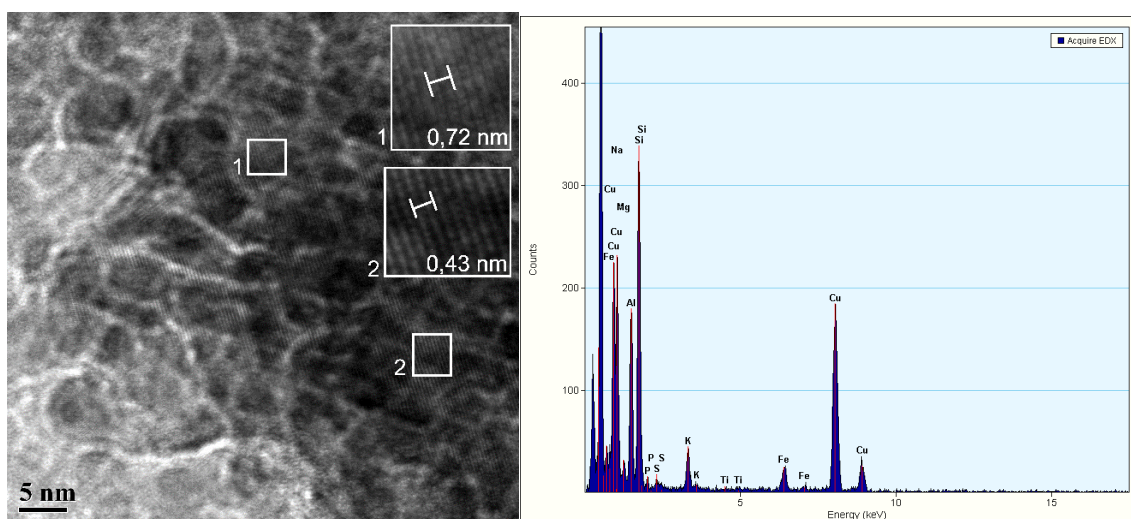 1
0,72 nm
1
2
0,43 nm
2
5 nm
Acquire EDX
400
300
200
100
Counts
Si
Si
Na
Cu
Mg
Cu
Cu
Fe
Al
Cu
K
P
S
S
P
K
Ti
Ti
Fe
Fe
Cu
5
10
15
Energy (keV)